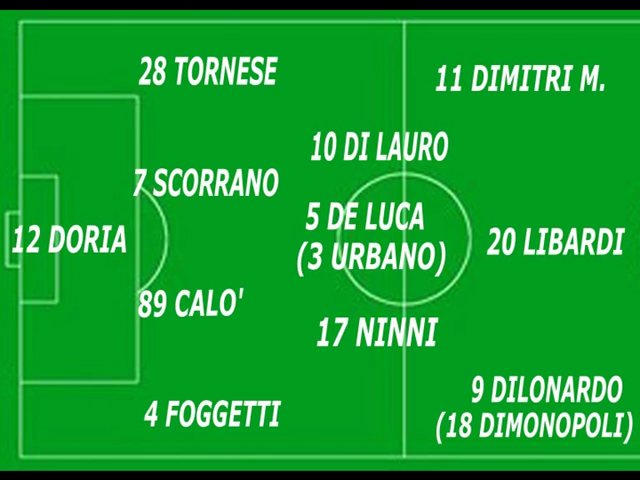 28 TORNESE
11 DIMITRI M.
10 DI LAURO
7 SCORRANO
5 DE LUCA
(3 URBANO)
12 DORIA
20 LIBARDI
89 CALO'
17 NINNI
9 DILONARDO
(18 DIMONOPOLI)
4 FOGGETTI